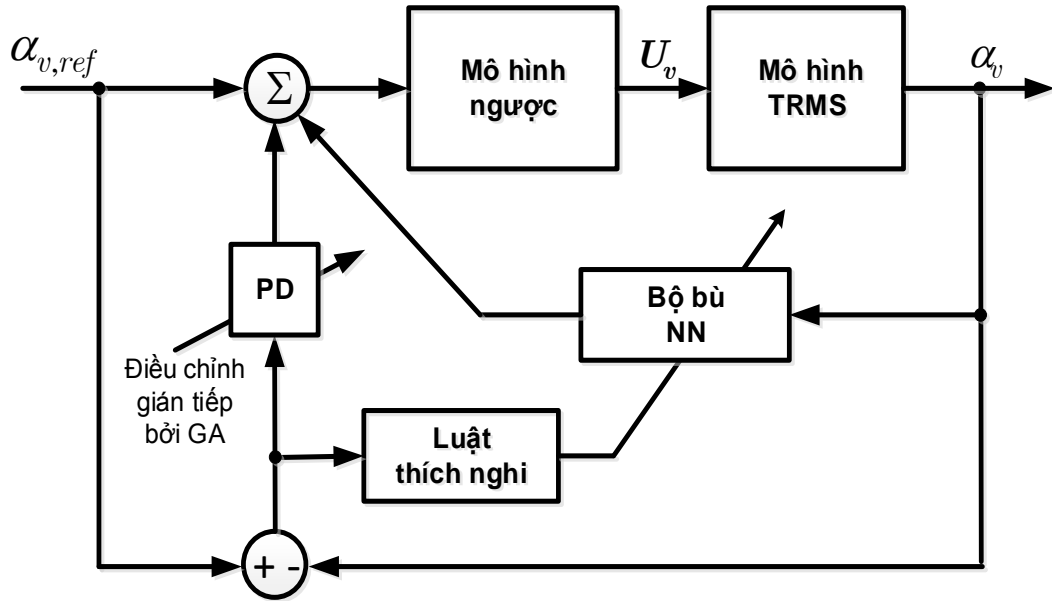 α_{v,ref}
Σ
Mô hình
ngược
U_v
Mô hình
TRMS
α_v
PD
Bộ bù
NN
Điều chỉnh
gián tiếp
bởi GA
Luật
thích nghi
+ -